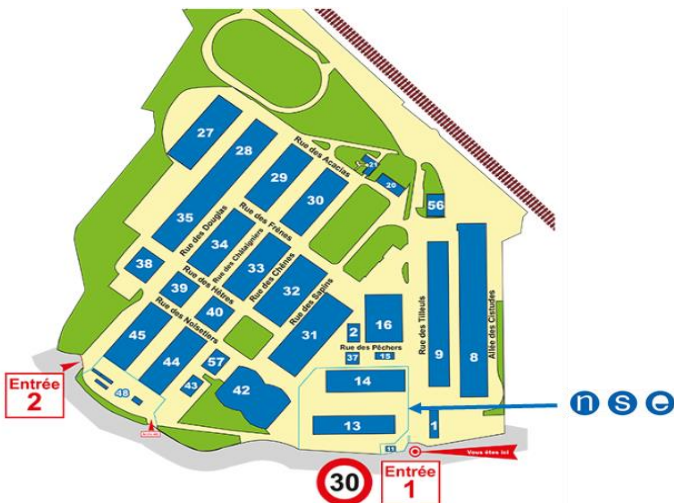 27
28
29
30
Rue des Acacias
21
20
56
35
Rue des Douglas
34
Rue des Châtaigniers
Rue des Frênes
33
Rue des Chênes
32
Rue des Sapins
31
38
39
Rue des Hêtres
40
Rue des Noisetiers
45
44
57
43
42
48
2
16
37
15
Rue des Pêchers
Rue des Tilleuls
9
8
Allée des Cistudes
14
13
1
n s e
Entrée
2
Vous êtes ici
30
Entrée
1